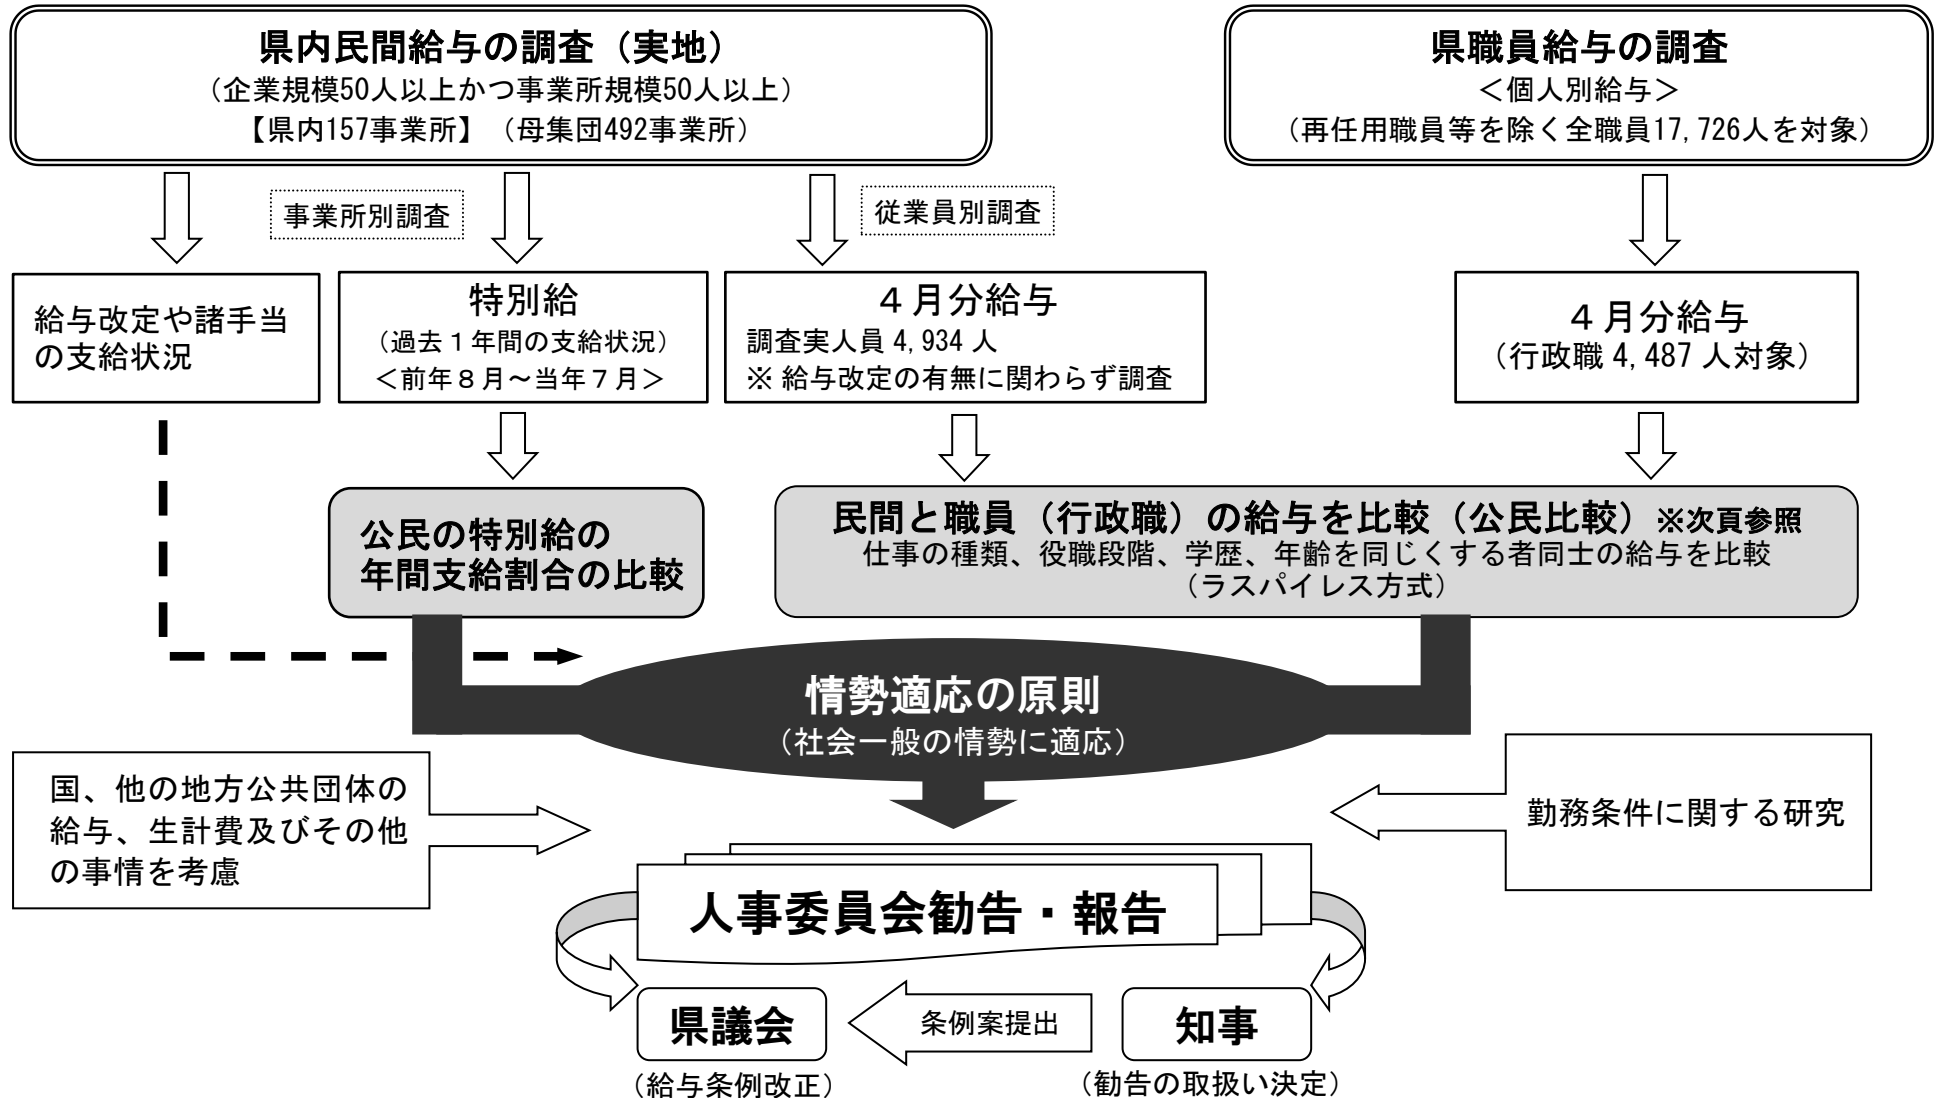 県内民間給与の調査（実地）
（企業規模50人以上かつ事業所規模50人以上）
【県内157事業所】（母集団492事業所）
県職員給与の調査
＜個人別給与＞
（再任用職員等を除く全職員17,726人を対象）
事業所別調査
従業員別調査
給与改定や諸手当
の支給状況
特別給
（過去１年間の支給状況）
＜前年８月～当年７月＞
４月分給与
調査実人員 4,934 人
※ 給与改定の有無に関わらず調査
４月分給与
（行政職 4,487 人対象）
公民の特別給の
年間支給割合の比較
民間と職員（行政職）の給与を比較（公民比較）※次頁参照
仕事の種類、役職段階、学歴、年齢を同じくする者同士の給与を比較
（ラスパイレス方式）
情勢適応の原則
（社会一般の情勢に適応）
国、他の地方公共団体の
給与、生計費及びその他
の事情を考慮
勤務条件に関する研究
人事委員会勧告・報告
県議会
条例案提出
知事
（給与条例改正）
（勧告の取扱い決定）